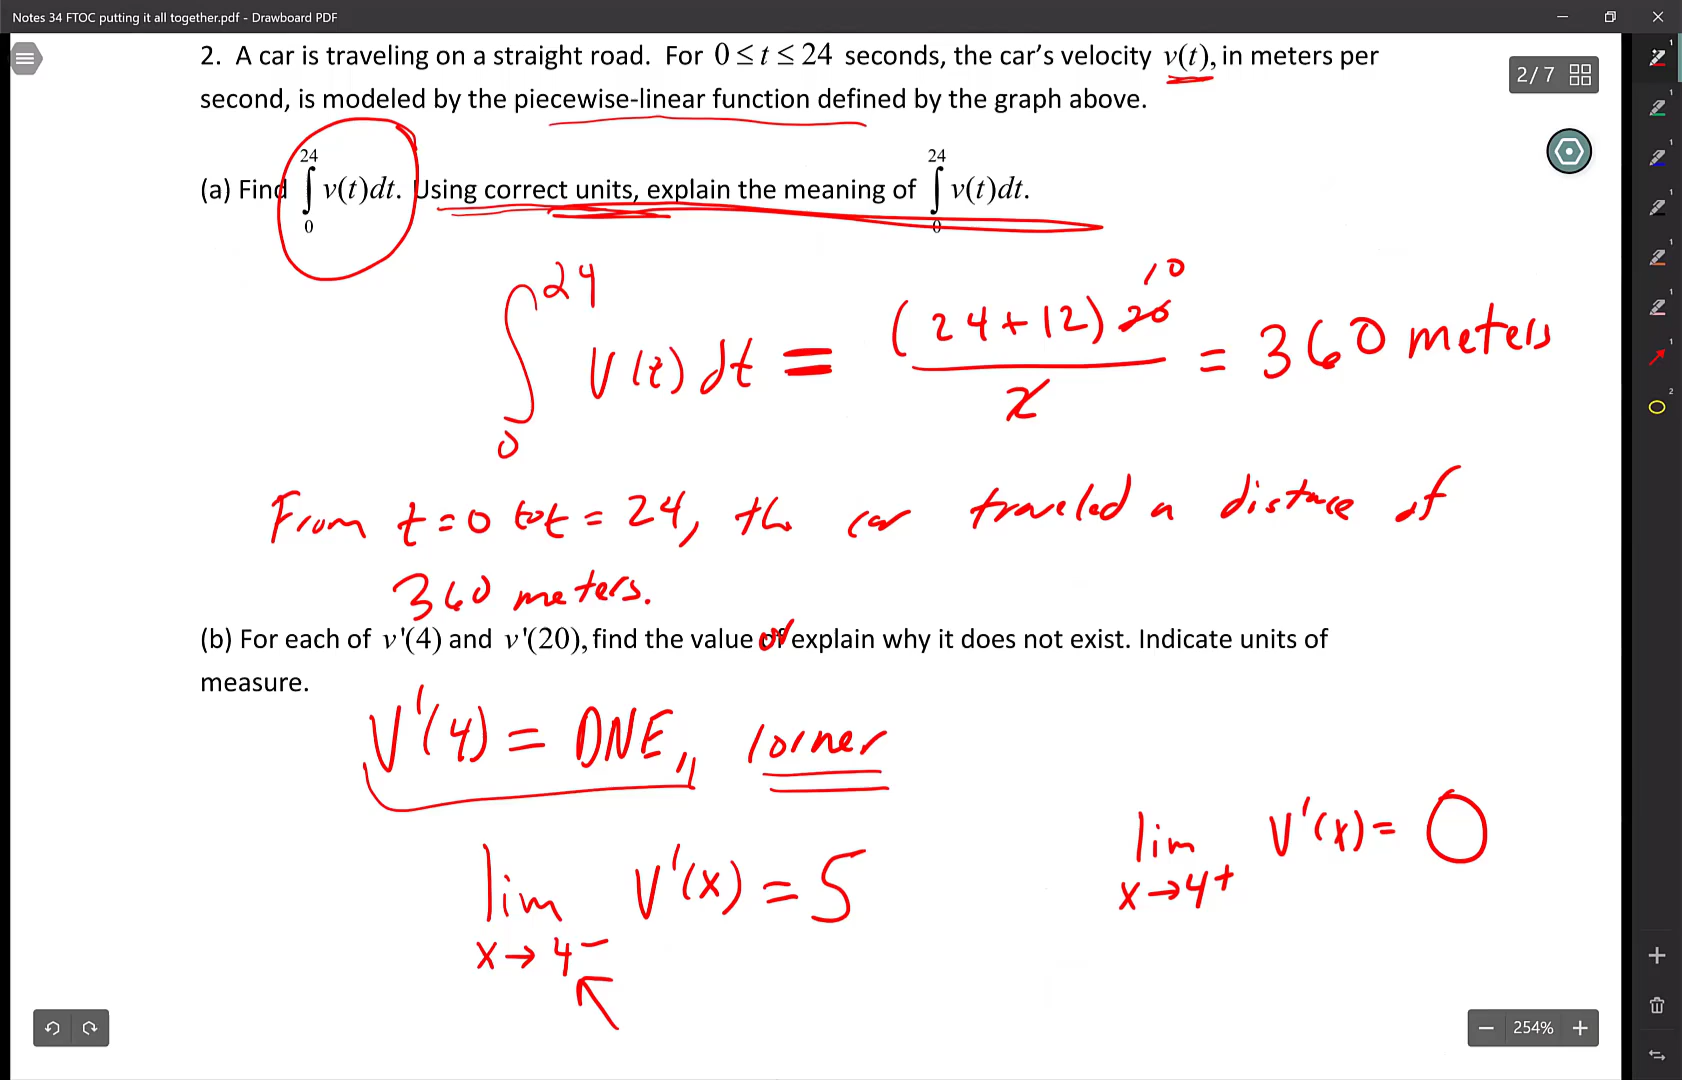 Notes 34 FTOC putting it all together.pdf - Drawboard PDF
2. A car is traveling on a straight road. For 0 ≤ t ≤ 24 seconds, the car's velocity v(t), in meters per
2 / 7
second, is modeled by the piecewise-linear function defined by the graph above.
(a) Find ∫₀²⁴ v(t)dt. Using correct units, explain the meaning of ∫₀²⁴ v(t)dt.
∫₀²⁴ v(t) dt = (24+12) 20 10 / 2 = 360 meters
From t=0 to t=24, the car traveled a distance of
360 meters.
(b) For each of v'(4) and v'(20), find the value or explain why it does not exist. Indicate units of
measure.
V'(4) = DNE, corner
lim x→4+ V'(x) = 0
lim x→4− V'(x) = 5
254%